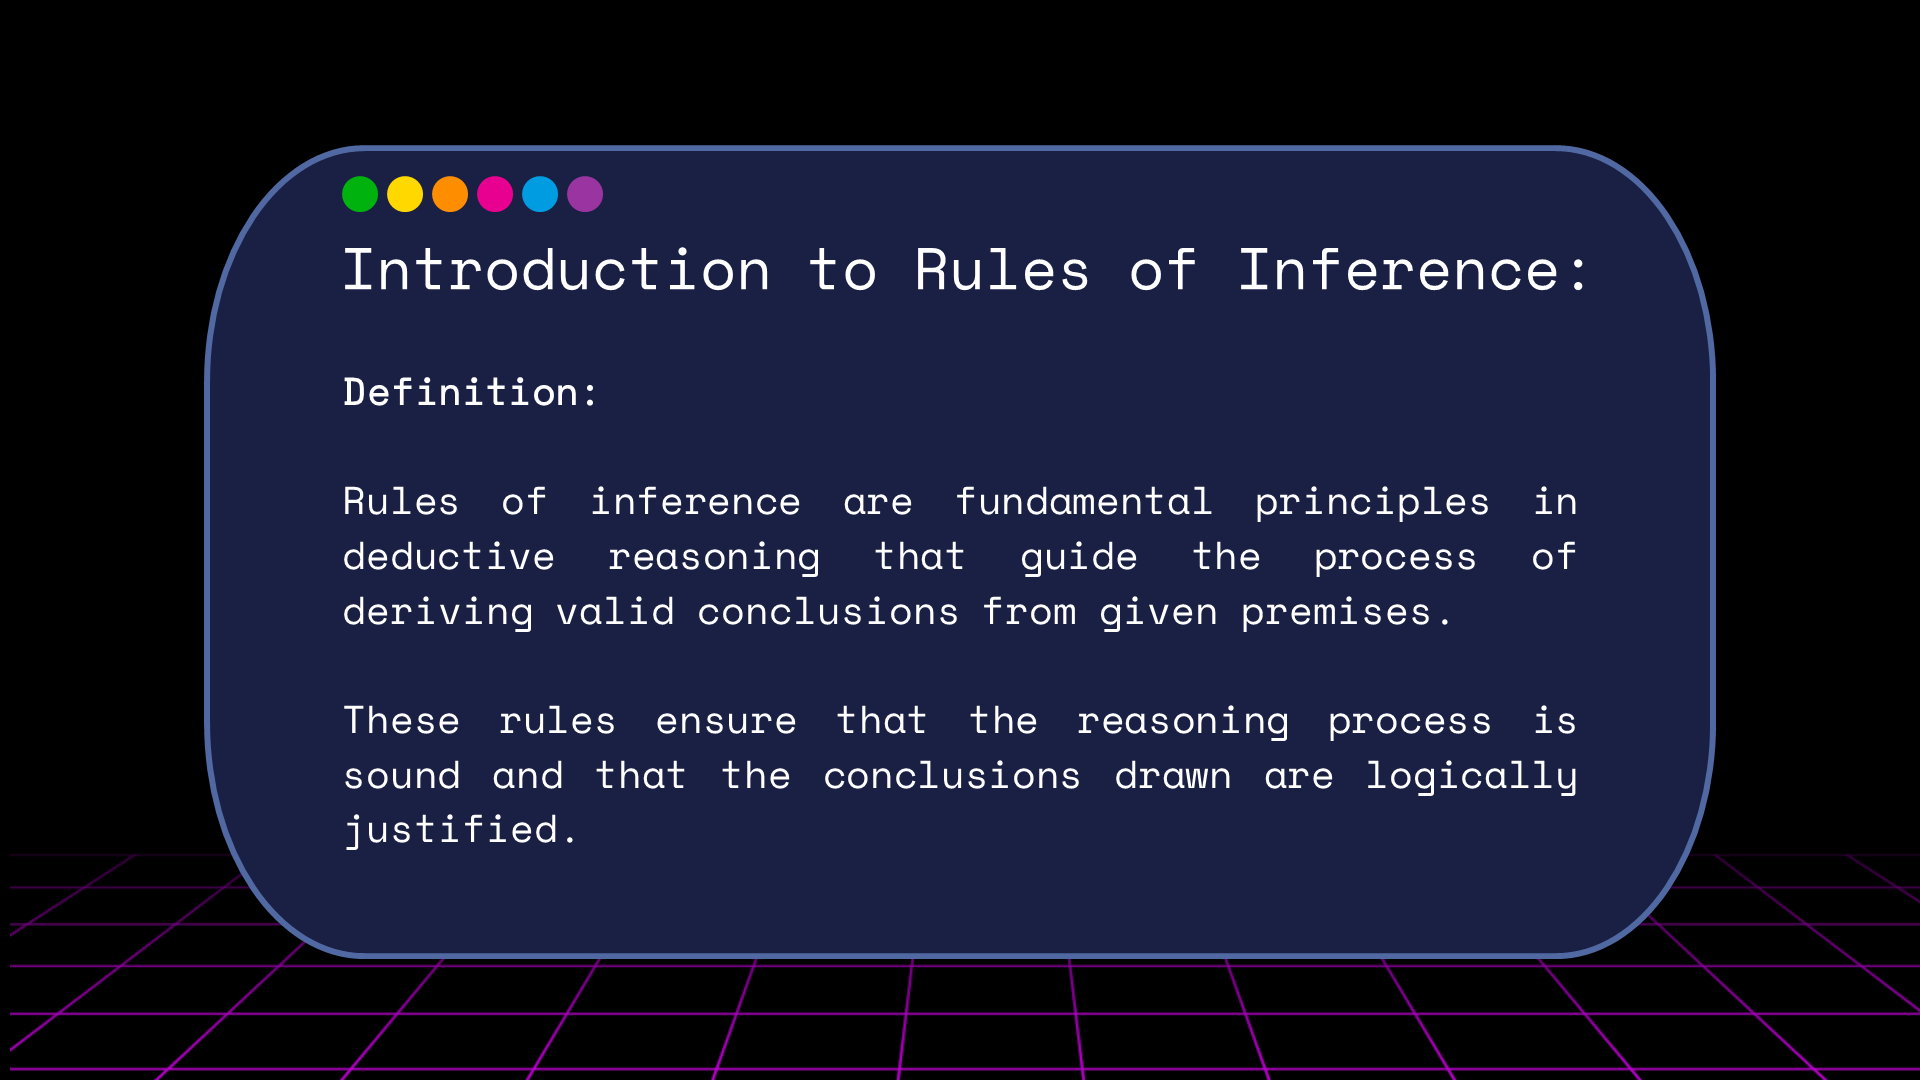 Introduction to Rules of Inference:
Definition:
Rules of inference are fundamental principles in
deductive reasoning that guide the process of
deriving valid conclusions from given premises.
These rules ensure that the reasoning process is
sound and that the conclusions drawn are logically
justified.